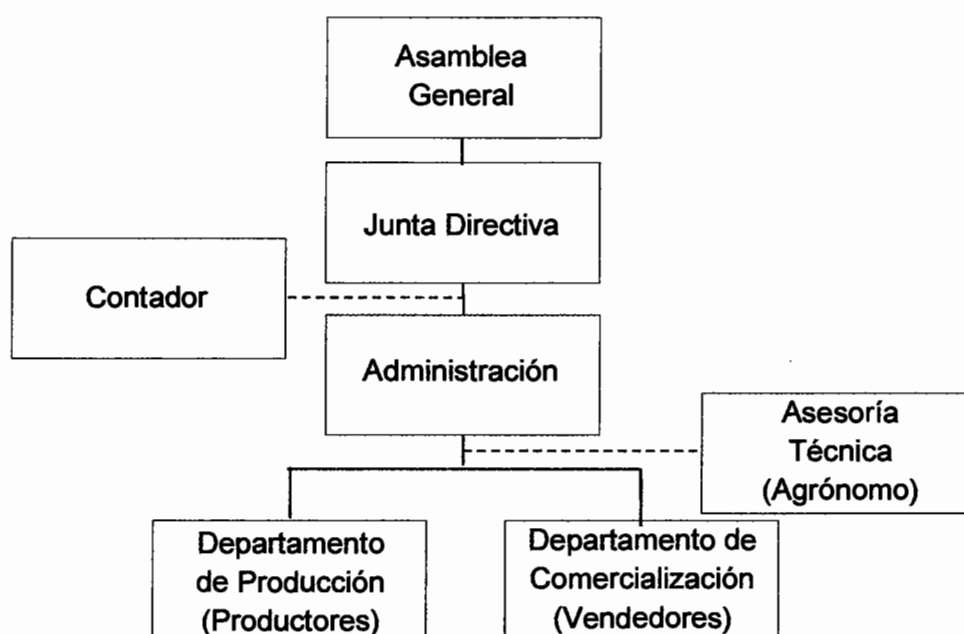 Asamblea
General
Junta Directiva
Contador
Administración
Asesoría
Técnica
(Agrónomo)
Departamento
de Producción
(Productores)
Departamento de
Comercialización
(Vendedores)